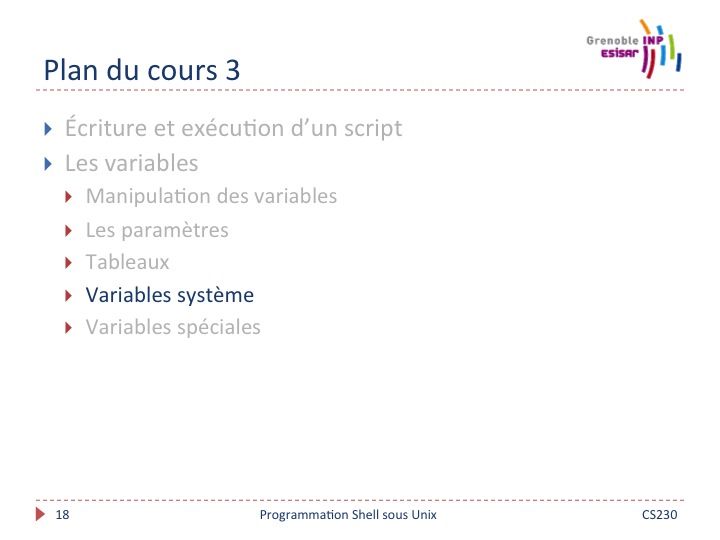 Grenoble INP
ESISAR
Plan du cours 3
Écriture et exécution d’un script
Les variables
Manipulation des variables
Les paramètres
Tableaux
Variables système
Variables spéciales
18 Programmation Shell sous Unix CS230